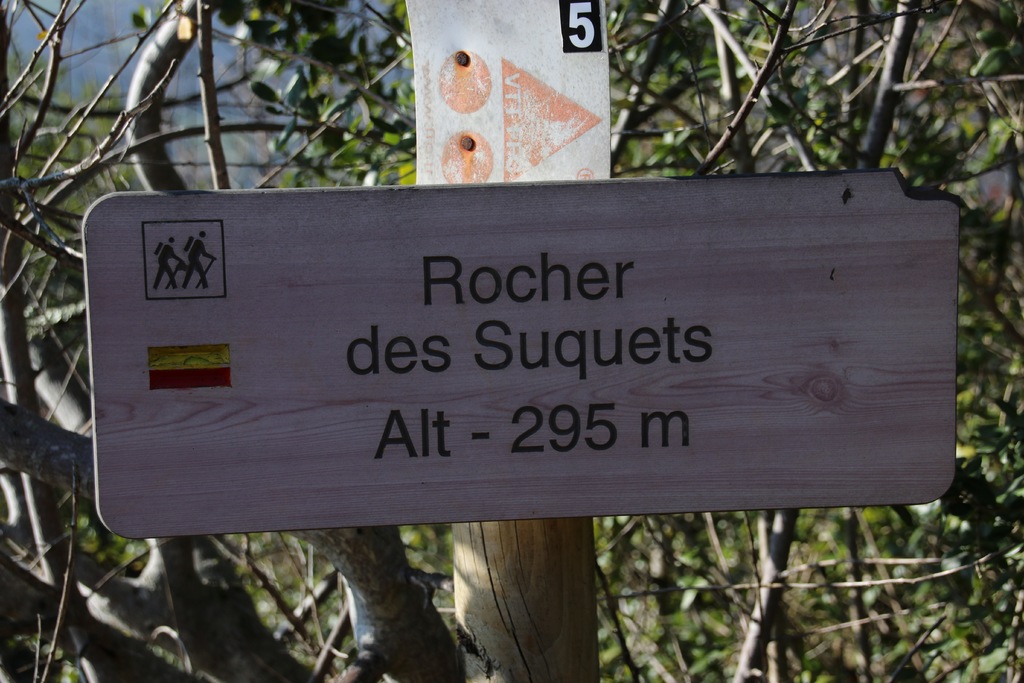 5
Rocher
des Suquets
Alt - 295 m